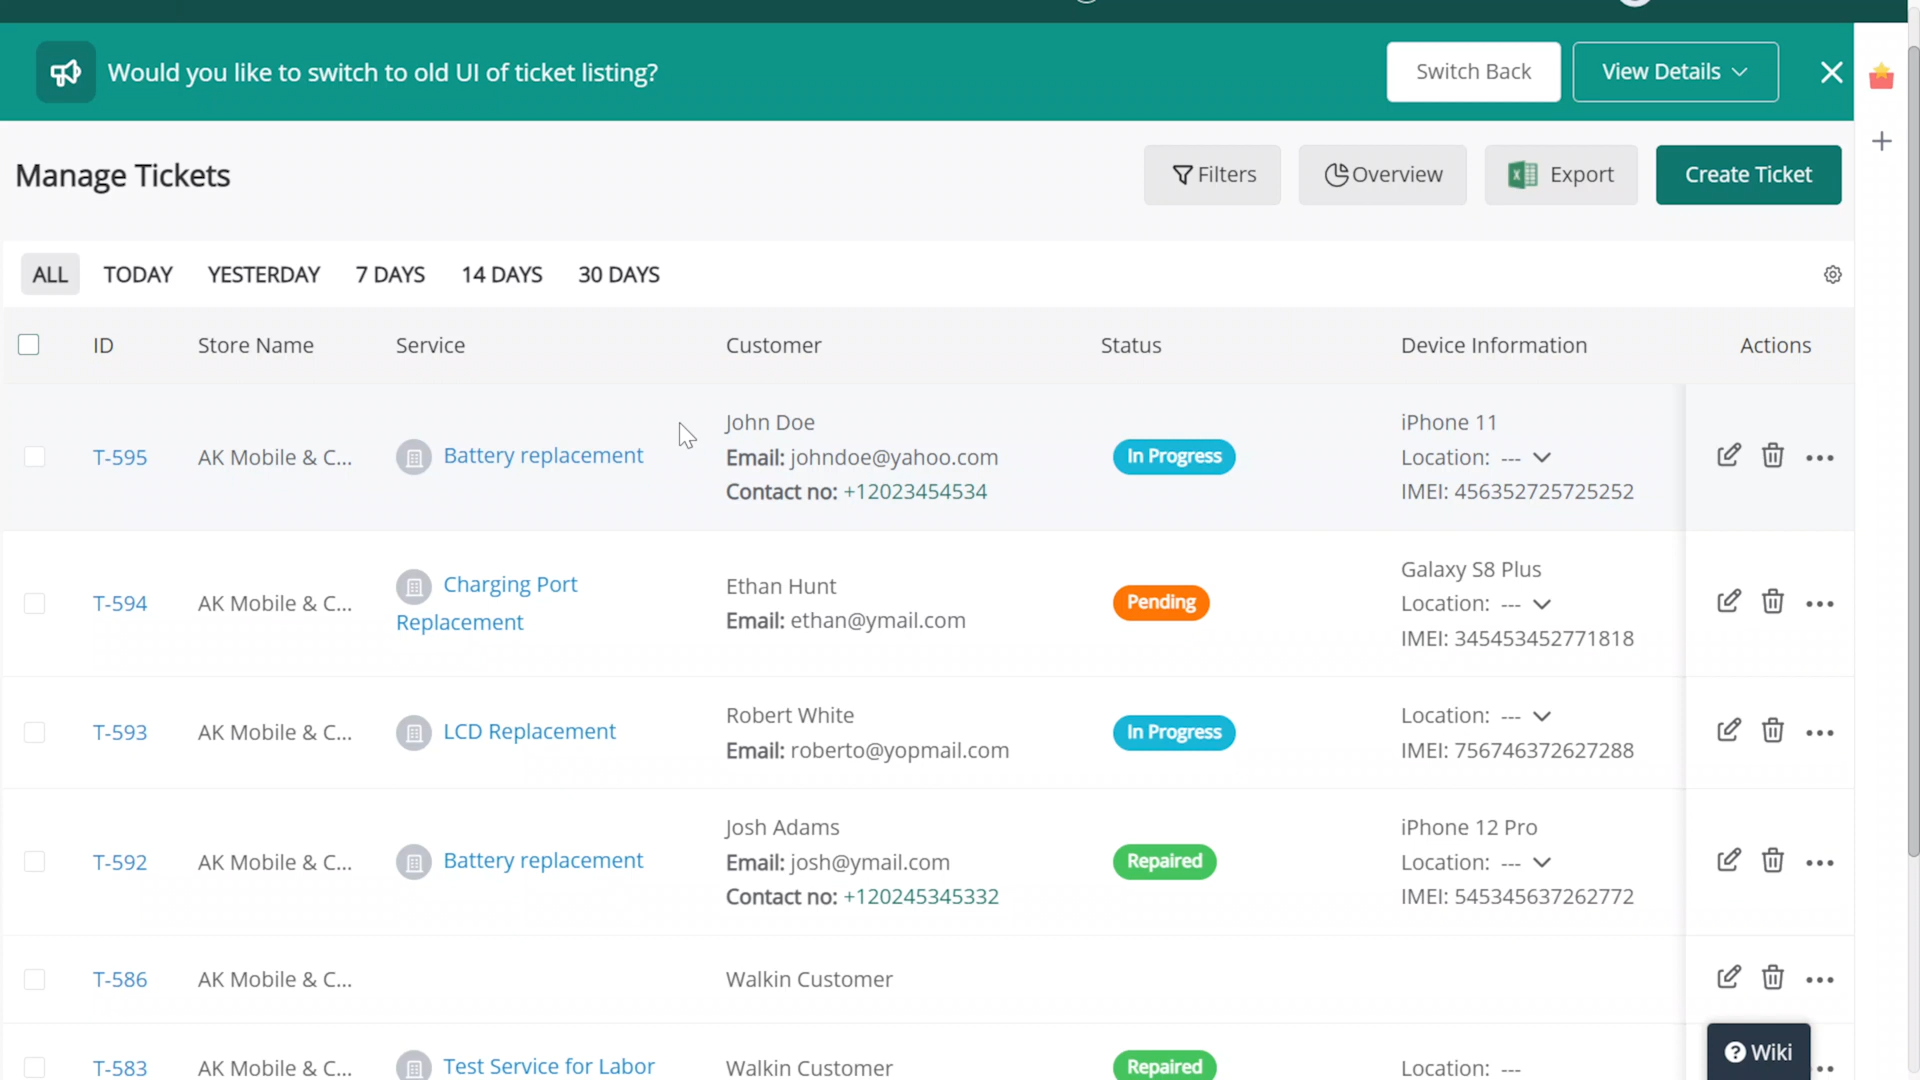 Would you like to switch to old UI of ticket listing?
Switch Back
View Details
Manage Tickets
Filters
Overview
Export
Create Ticket
ALL TODAY YESTERDAY 7 DAYS 14 DAYS 30 DAYS
ID Store Name Service Customer Status Device Information Actions
T-595
AK Mobile & C...
Battery replacement
John Doe
Email: johndoe@yahoo.com
Contact no: +12023454534
In Progress
iPhone 11
Location: ---
IMEI: 456352725725252
T-594
AK Mobile & C...
Charging Port
Replacement
Ethan Hunt
Email: ethan@ymail.com
Pending
Galaxy S8 Plus
Location: ---
IMEI: 345453452771818
T-593
AK Mobile & C...
LCD Replacement
Robert White
Email: roberto@yopmail.com
In Progress
Location: ---
IMEI: 756746372627288
T-592
AK Mobile & C...
Battery replacement
Josh Adams
Email: josh@ymail.com
Contact no: +120245345332
Repaired
iPhone 12 Pro
Location: ---
IMEI: 545345637262772
T-586
AK Mobile & C...
Walkin Customer
T-583
AK Mobile & C...
Test Service for Labor
Walkin Customer
Repaired
Location: ---
Wiki